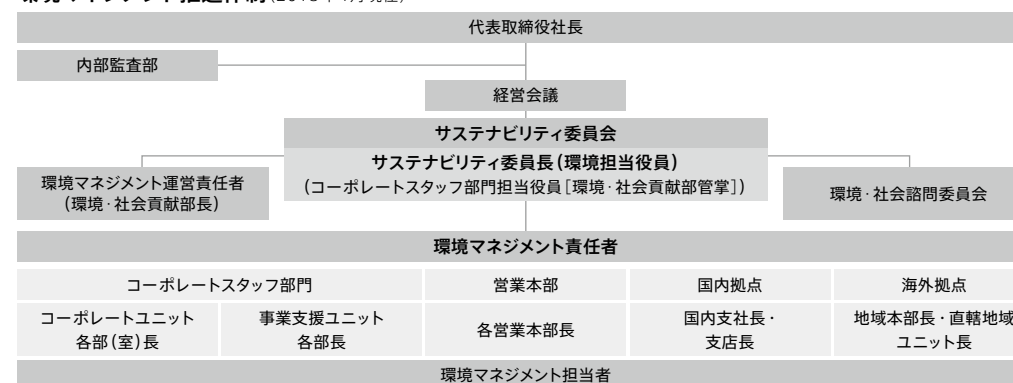 代表取締役社長
内部監査部
経営会議
サステナビリティ委員会
サステナビリティ委員長（環境担当役員）
（コーポレートスタッフ部門担当役員［環境・社会貢献部管掌］）
環境マネジメント運営責任者
（環境・社会貢献部長）
環境・社会諮問委員会
環境マネジメント責任者
コーポレートスタッフ部門
営業本部
国内拠点
海外拠点
コーポレートユニット
各部（室）長
事業支援ユニット
各部長
各営業本部長
国内支社長・
支店長
地域本部長・直轄地域
ユニット長
環境マネジメント担当者